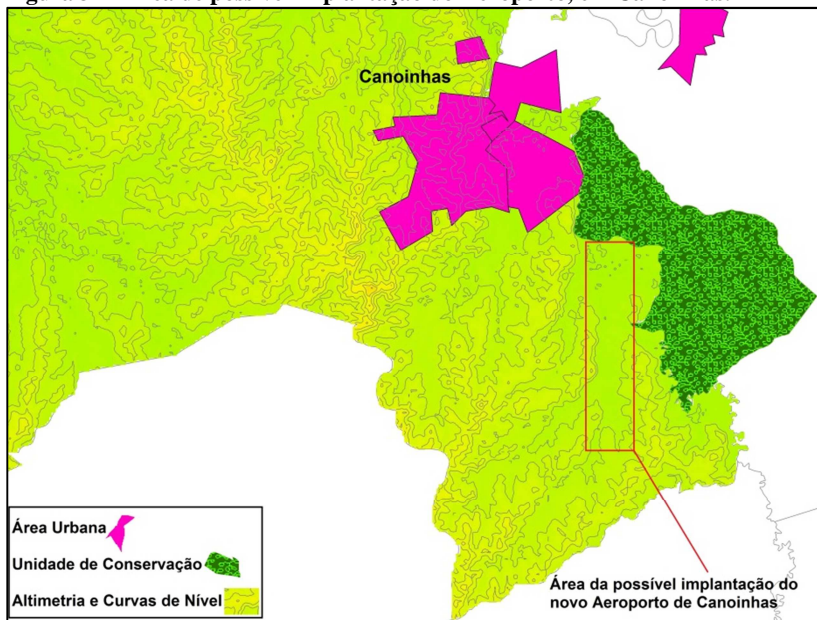 Canoinhas
Área Urbana
Unidade de Conservação
Altimetria e Curvas de Nível
Área da possível implantação do
novo Aeroporto de Canoinhas